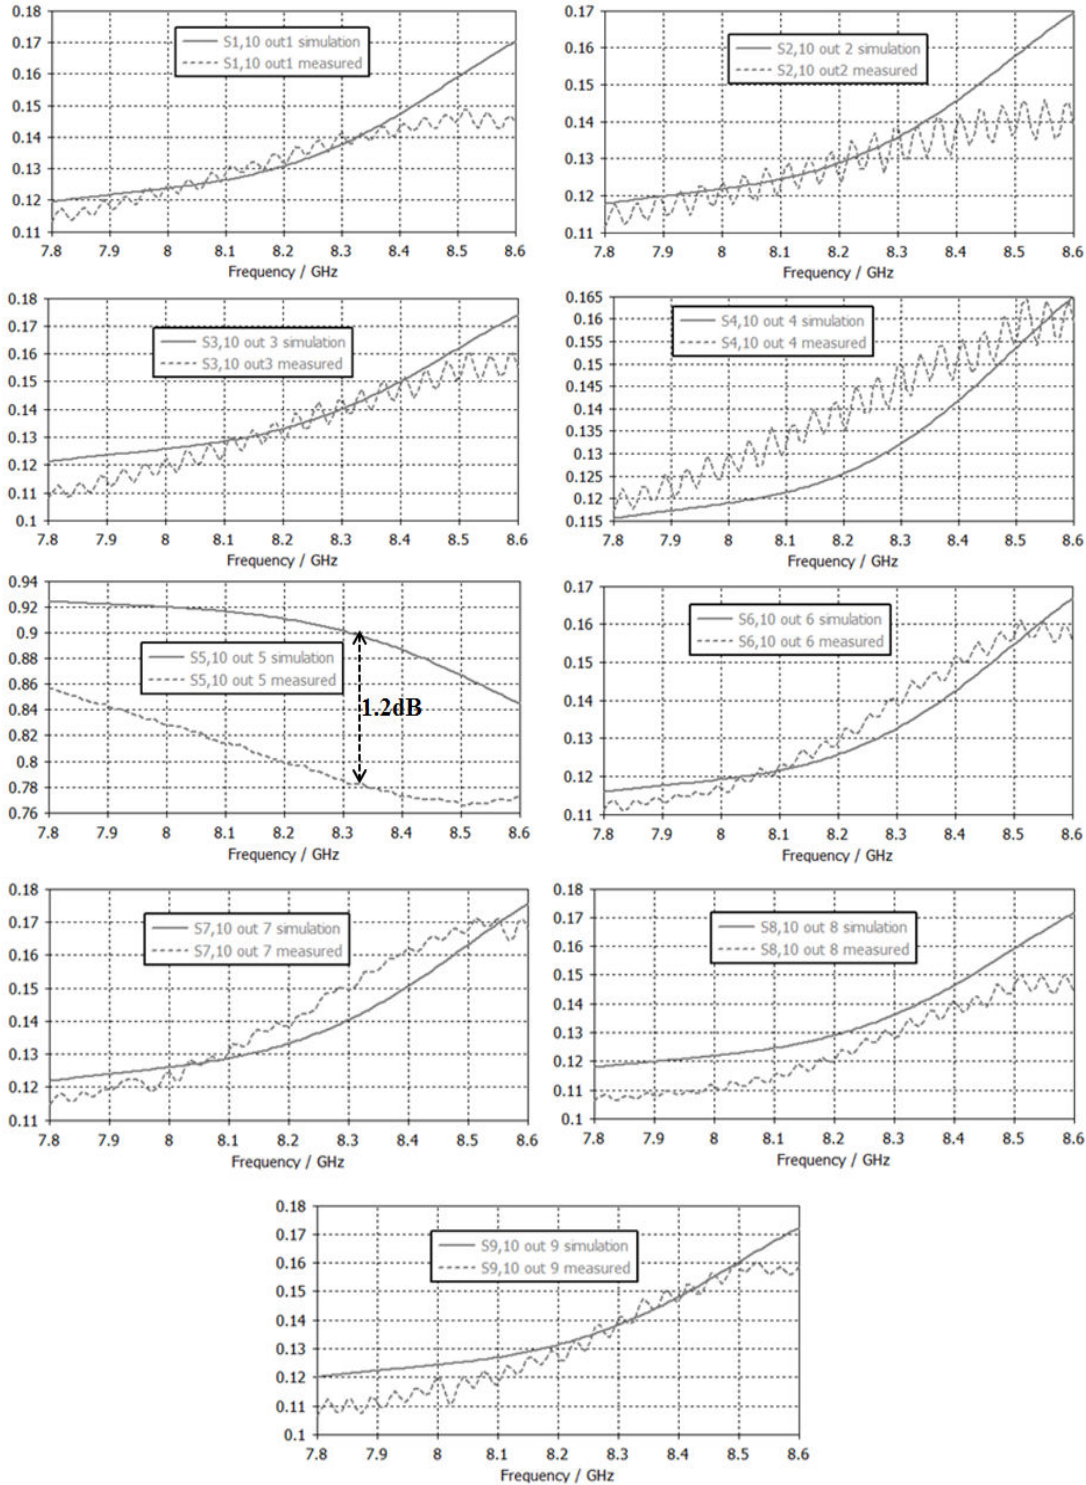 0.18
0.17
0.16
0.15
0.14
0.13
0.12
0.11
S1,10 out1 simulation
S1,10 out1 measured
7.8 7.9 8 8.1 8.2 8.3 8.4 8.5 8.6
Frequency / GHz
0.17
0.16
0.15
0.14
0.13
0.12
0.11
S2,10 out 2 simulation
S2,10 out2 measured
7.8 7.9 8 8.1 8.2 8.3 8.4 8.5 8.6
Frequency / GHz
0.18
0.17
0.16
0.15
0.14
0.13
0.12
0.11
0.1
S3,10 out 3 simulation
S3,10 out3 measured
7.8 7.9 8 8.1 8.2 8.3 8.4 8.5 8.6
Frequency / GHz
0.165
0.16
0.155
0.15
0.145
0.14
0.135
0.13
0.125
0.12
0.115
S4,10 out 4 simulation
S4,10 out 4 measured
7.8 7.9 8 8.1 8.2 8.3 8.4 8.5 8.6
Frequency / GHz
0.94
0.92
0.9
0.88
0.86
0.84
0.82
0.8
0.78
0.76
S5,10 out 5 simulation
S5,10 out 5 measured
1.2dB
7.8 7.9 8 8.1 8.2 8.3 8.4 8.5 8.6
Frequency / GHz
0.17
0.16
0.15
0.14
0.13
0.12
0.11
S6,10 out 6 simulation
S6,10 out 6 measured
7.8 7.9 8 8.1 8.2 8.3 8.4 8.5 8.6
Frequency / GHz
0.18
0.17
0.16
0.15
0.14
0.13
0.12
0.11
S7,10 out 7 simulation
S7,10 out 7 measured
7.8 7.9 8 8.1 8.2 8.3 8.4 8.5 8.6
Frequency / GHz
0.18
0.17
0.16
0.15
0.14
0.13
0.12
0.11
0.1
S8,10 out 8 simulation
S8,10 out 8 measured
7.8 7.9 8 8.1 8.2 8.3 8.4 8.5 8.6
Frequency / GHz
0.18
0.17
0.16
0.15
0.14
0.13
0.12
0.11
0.1
S9,10 out 9 simulation
S9,10 out 9 measured
7.8 7.9 8 8.1 8.2 8.3 8.4 8.5 8.6
Frequency / GHz